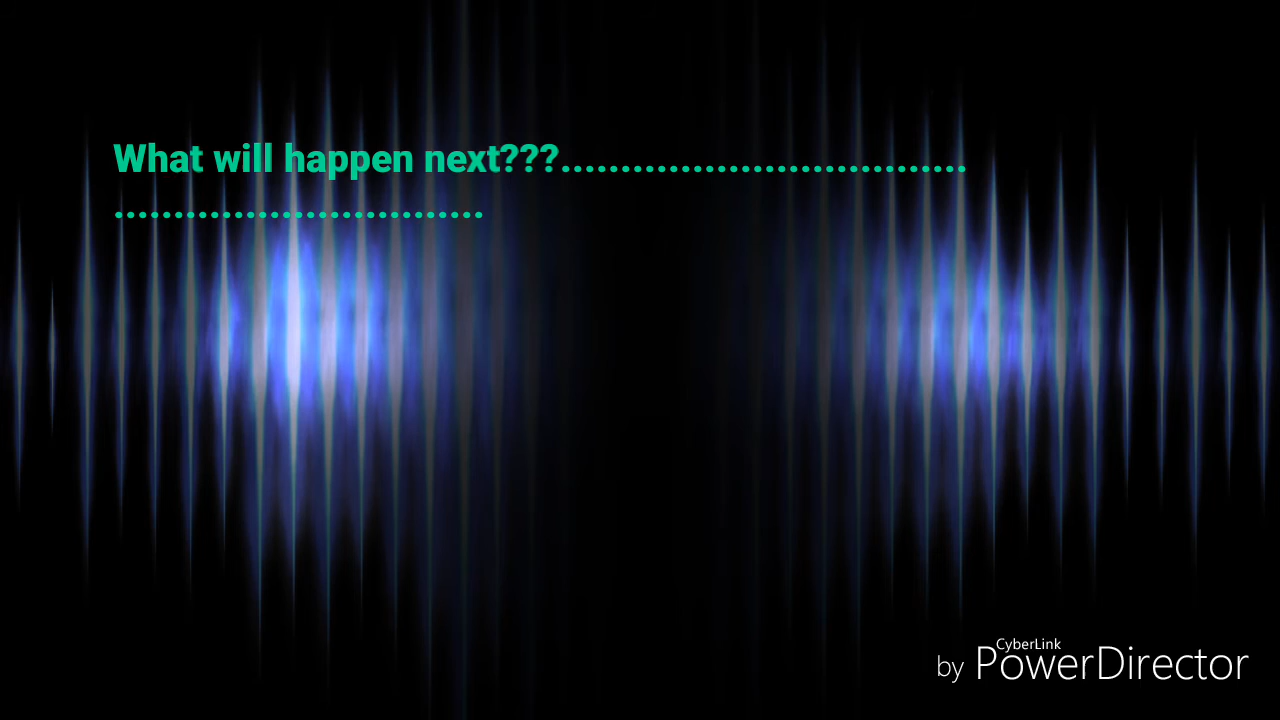 What will happen next???..................................
...............................
by CyberLink PowerDirector